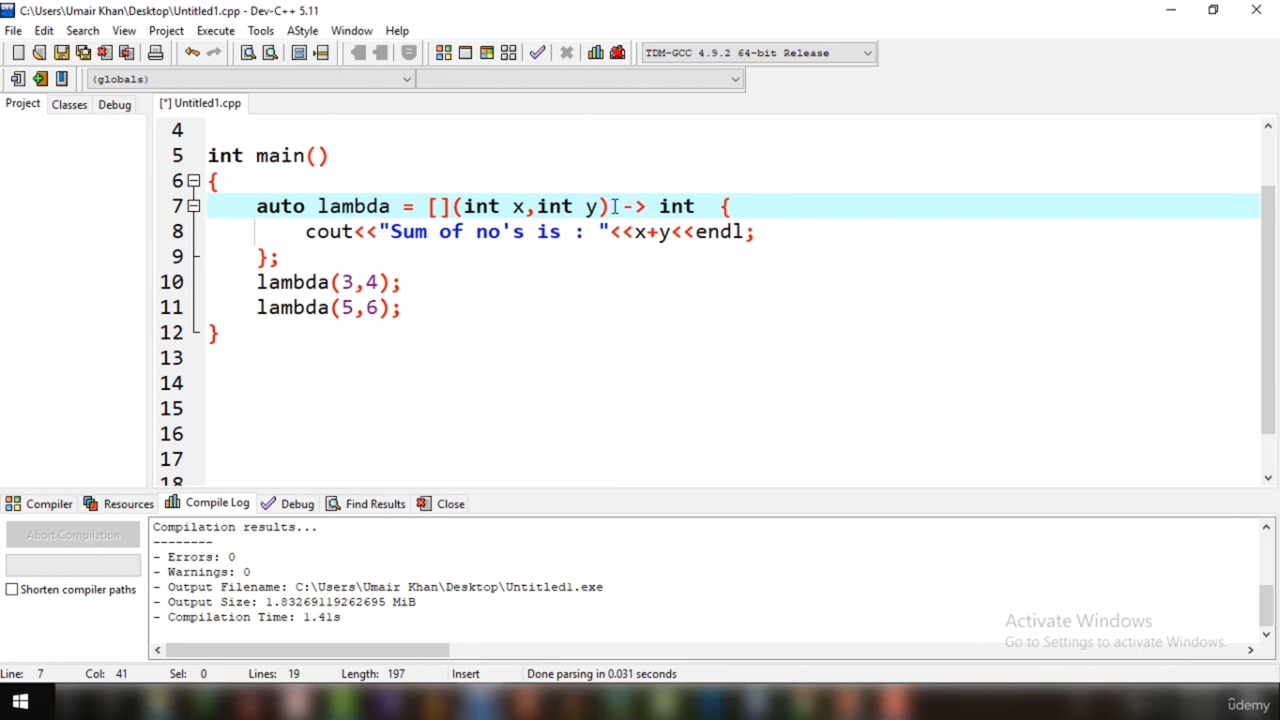 C:\Users\Umair Khan\Desktop\Untitled1.cpp - Dev-C++ 5.11
File Edit Search View Project Execute Tools AStyle Window Help
TDM-GCC 4.9.2 64-bit Release
(globals)
Project Classes Debug [*] Untitled1.cpp
4
5 int main()
6 {
7 auto lambda = [](int x,int y) -> int  {
8 cout<<"Sum of no's is : "<<x+y<<endl;
9 };
10 lambda(3,4);
11 lambda(5,6);
12 }
13
14
15
16
17
18
Compiler Resources Compile Log Debug Find Results Close
Abort Compilation
Shorten compiler paths
Compilation results...
--------
- Errors: 0
- Warnings: 0
- Output Filename: C:\Users\Umair Khan\Desktop\Untitled1.exe
- Output Size: 1.83269119262695 MiB
- Compilation Time: 1.41s
Activate Windows
Go to Settings to activate Windows.
Line: 7 Col: 41 Sel: 0 Lines: 19 Length: 197 Insert Done parsing in 0.031 seconds
ûdemy